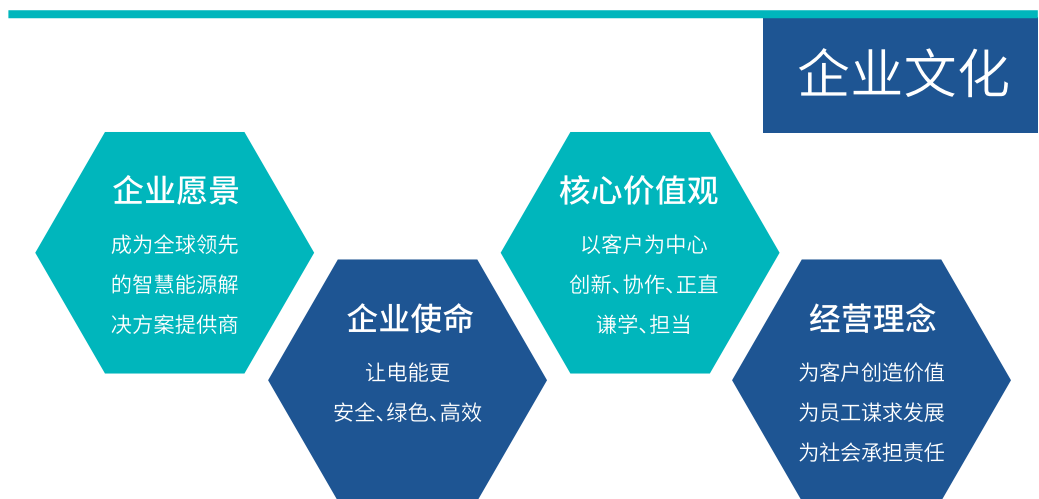 企业文化
企业愿景
成为全球领先
的智慧能源解
决方案提供商
企业使命
让电能更
安全、绿色、高效
核心价值观
以客户为中心
创新、协作、正直
谦学、担当
经营理念
为客户创造价值
为员工谋求发展
为社会承担责任